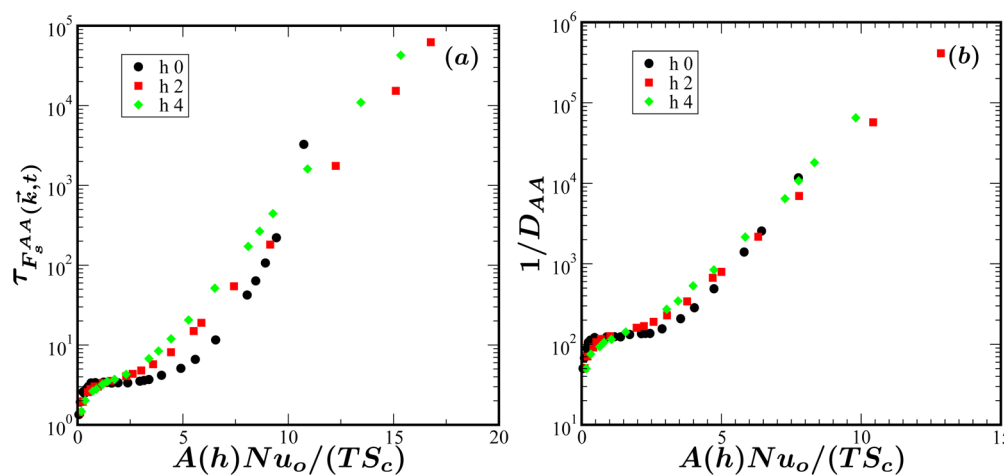 10^5
10^4
10^3
10^2
10^1
10^0
τ_{F_s^{AA}(\vec{k},t)}
h 0
h 2
h 4
(a)
0 5 10 15 20
A(h)Nu_o/(TS_c)
10^6
10^5
10^4
10^3
10^2
10^1
1/D_{AA}
h 0
h 2
h 4
(b)
0 5 10 15
A(h)Nu_o/(TS_c)